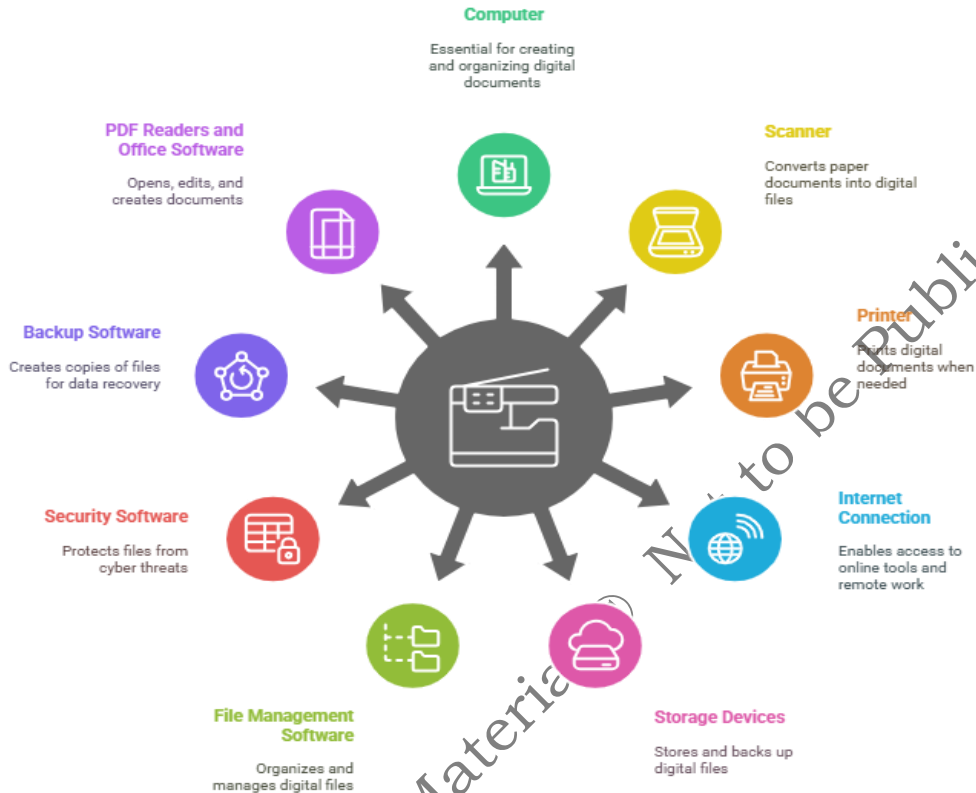 Computer
Essential for creating
and organizing digital
documents
PDF Readers and
Office Software
Opens, edits, and
creates documents
Scanner
Converts paper
documents into digital
files
Backup Software
Creates copies of files
for data recovery
Printer
Prints digital
documents when
needed
Security Software
Protects files from
cyber threats
Internet
Connection
Enables access to
online tools and
remote work
File Management
Software
Organizes and
manages digital files
Storage Devices
Stores and backs up
digital files
to be